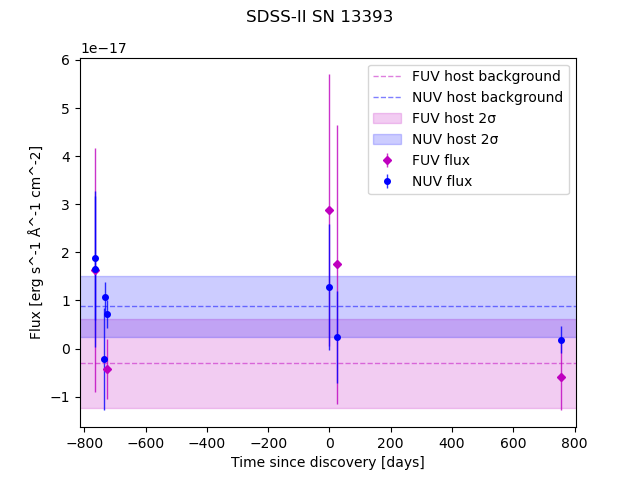 SDSS-II SN 13393
1e−17
6
5
4
3
2
1
0
−1
Flux [erg s^-1 Å^-1 cm^-2]
FUV host background
NUV host background
FUV host 2σ
NUV host 2σ
FUV flux
NUV flux
−800 −600 −400 −200 0 200 400 600 800
Time since discovery [days]